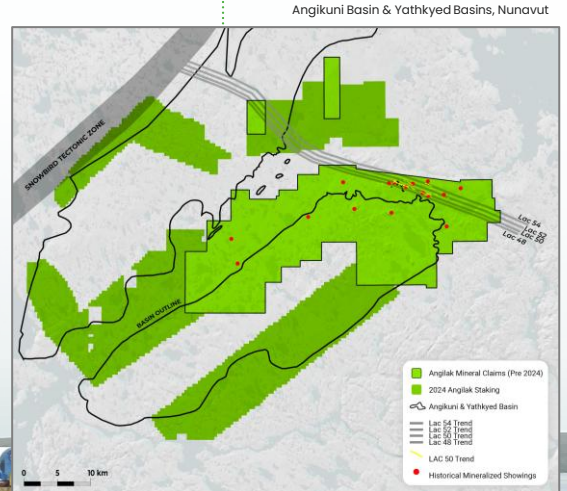 Angikuni Basin & Yathkyed Basins, Nunavut
SNOWBIRD TECTONIC ZONE
Lac 54
Lac 52
Lac 50
Lac 48
BASIN OUTLINE
Angilak Mineral Claims (Pre 2024)
2024 Angilak Staking
Angikuni & Yathkyed Basin
Lac 54 Trend
Lac 52 Trend
Lac 50 Trend
Lac 48 Trend
LAC 50 Trend
Historical Mineralized Showings
0 5 10 km